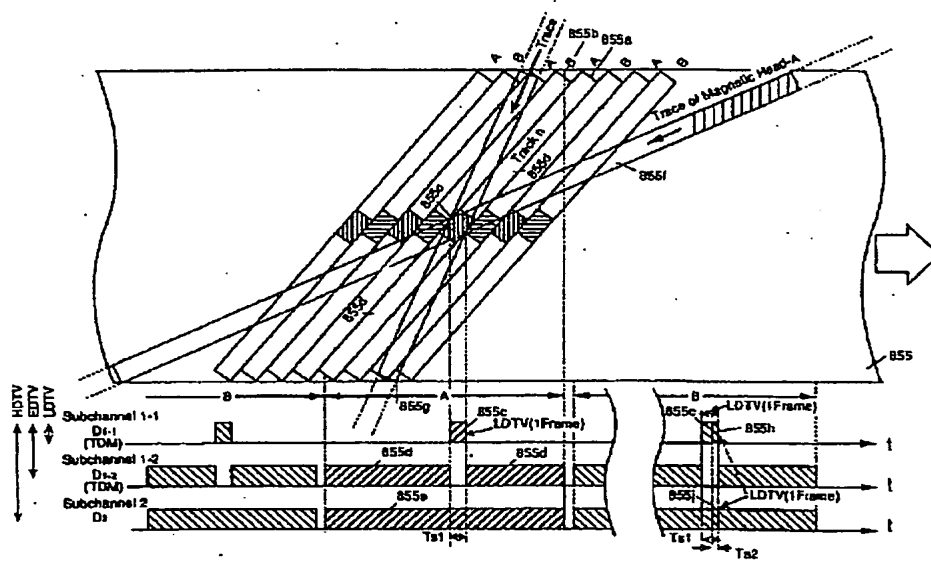 A
B
Trace
A
855b
B
855a
A
B
A
B
Trace of Magnetic Head-A
Track n
855d
855c
855f
855d
855
HDTV
EDTV
LDTV
B
A
B
Subchannel 1-1
D1-1
(TDM)
855g
855c
LDTV(1Frame)
855c
LDTV(1Frame)
855h
t
Subchannel 1-2
D1-2
(TDM)
855d
855d
t
Subchannel 2
D2
855e
855j
LDTV(1Frame)
t
Ts1
Ts1
Ts2